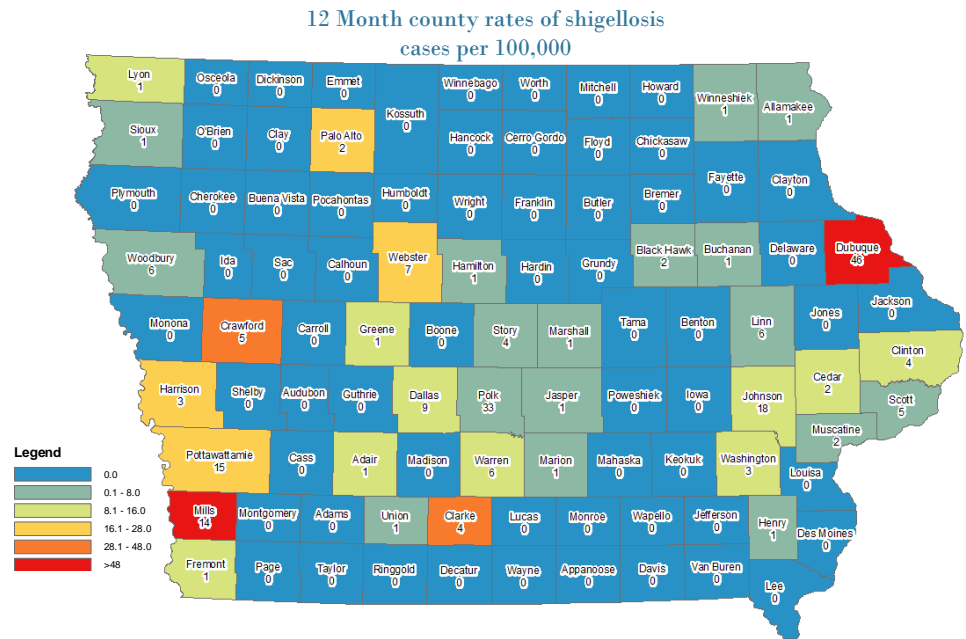 12 Month county rates of shigellosis
cases per 100,000
Lyon
1
Osceola
0
Dickinson
0
Emmet
0
Kossuth
0
Winnebago
0
Worth
0
Mitchell
0
Howard
0
Winneshiek
1
Allamakee
1
Sioux
1
O'Brien
0
Clay
0
Palo Alto
2
Hancock
0
Cerro Gordo
0
Floyd
0
Chickasaw
0
Plymouth
0
Cherokee
0
Buena Vista
0
Pocahontas
0
Humboldt
0
Wright
0
Franklin
0
Butler
0
Bremer
0
Fayette
0
Clayton
0
Woodbury
6
Ida
0
Sac
0
Calhoun
0
Webster
7
Hamilton
1
Hardin
0
Grundy
0
Black Hawk
2
Buchanan
1
Delaware
0
Dubuque
46
Monona
0
Crawford
5
Carroll
0
Greene
1
Boone
0
Story
4
Marshall
1
Tama
0
Benton
0
Linn
6
Jones
0
Jackson
0
Clinton
4
Harrison
3
Shelby
0
Audubon
0
Guthrie
0
Dallas
9
Polk
33
Jasper
1
Poweshiek
0
Iowa
0
Johnson
18
Cedar
2
Scott
5
Muscatine
2
Pottawattamie
15
Cass
0
Adair
1
Madison
0
Warren
6
Marion
1
Mahaska
0
Keokuk
0
Washington
3
Louisa
0
Mills
14
Montgomery
0
Adams
0
Union
1
Clarke
4
Lucas
0
Monroe
0
Wapello
0
Jefferson
0
Henry
1
Des Moines
0
Fremont
1
Page
0
Taylor
0
Ringgold
0
Decatur
0
Wayne
0
Appanoose
0
Davis
0
Van Buren
0
Lee
0
Legend
0.0
0.1 - 8.0
8.1 - 16.0
16.1 - 28.0
28.1 - 48.0
>48